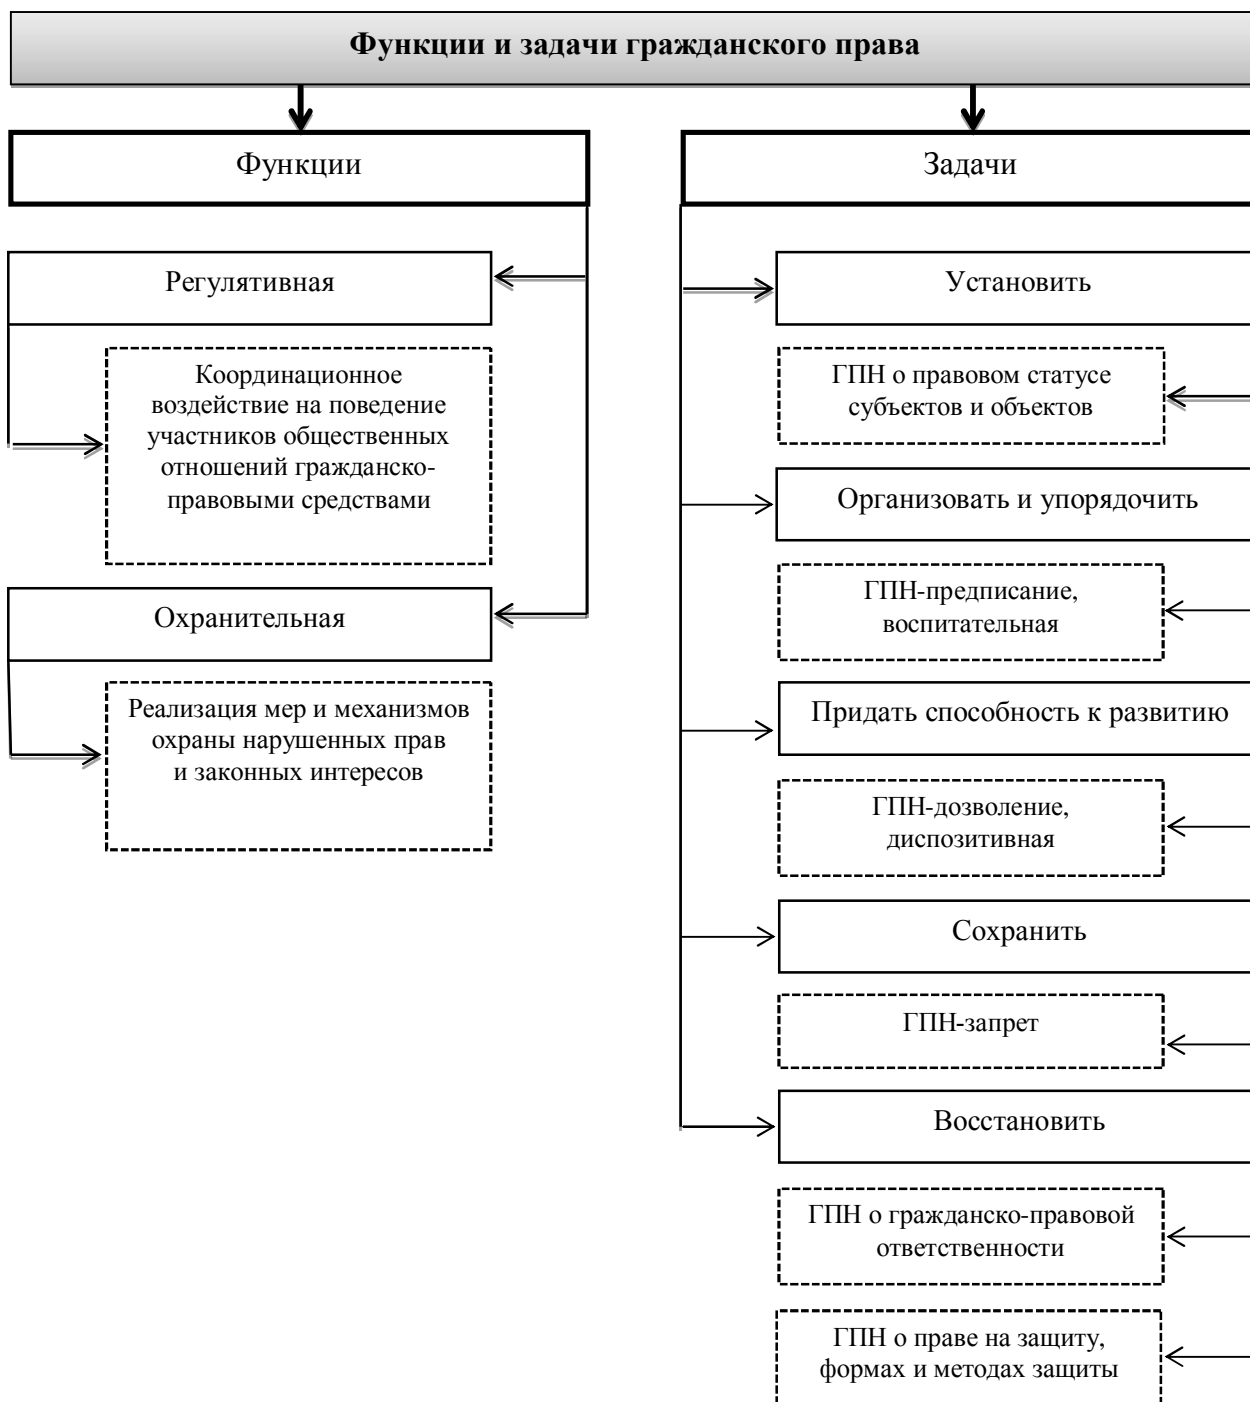 Функции и задачи гражданского права
Функции
Регулятивная
Координационное
воздействие на поведение
участников общественных
отношений гражданско-
правовыми средствами
Охранительная
Реализация мер и механизмов
охраны нарушенных прав
и законных интересов
Задачи
Установить
ГПН о правовом статусе
субъектов и объектов
Организовать и упорядочить
ГПН-предписание,
воспитательная
Придать способность к развитию
ГПН-дозволение,
диспозитивная
Сохранить
ГПН-запрет
Восстановить
ГПН о гражданско-правовой
ответственности
ГПН о праве на защиту,
формах и методах защиты